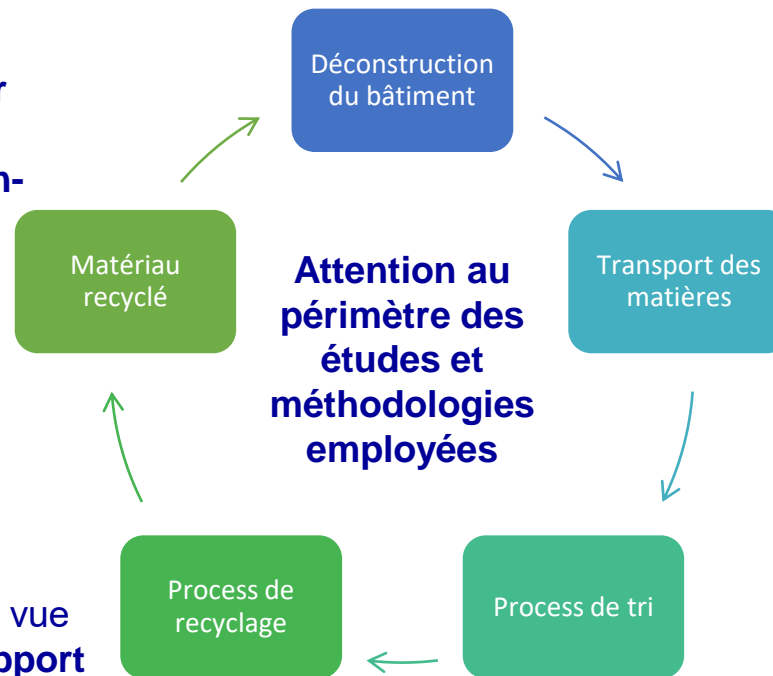 Déconstruction
du bâtiment
Transport des
matières
Process de tri
Process de
recyclage
Matériau
recyclé
Attention au
périmètre des
études et
méthodologies
employées
vue